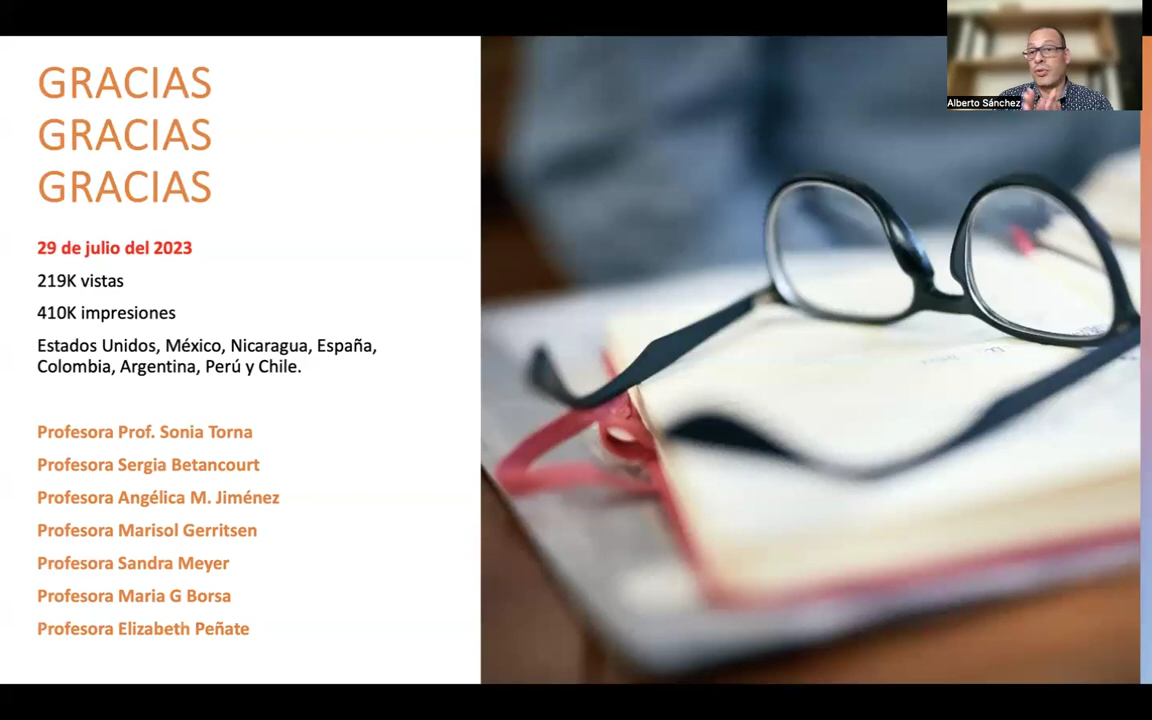 GRACIAS
GRACIAS
GRACIAS
29 de julio del 2023
219K vistas
410K impresiones
Estados Unidos, México, Nicaragua, España,
Colombia, Argentina, Perú y Chile.
Profesora Prof. Sonia Torna
Profesora Sergia Betancourt
Profesora Angélica M. Jiménez
Profesora Marisol Gerritsen
Profesora Sandra Meyer
Profesora Maria G Borsa
Profesora Elizabeth Peñate
Alberto Sánchez